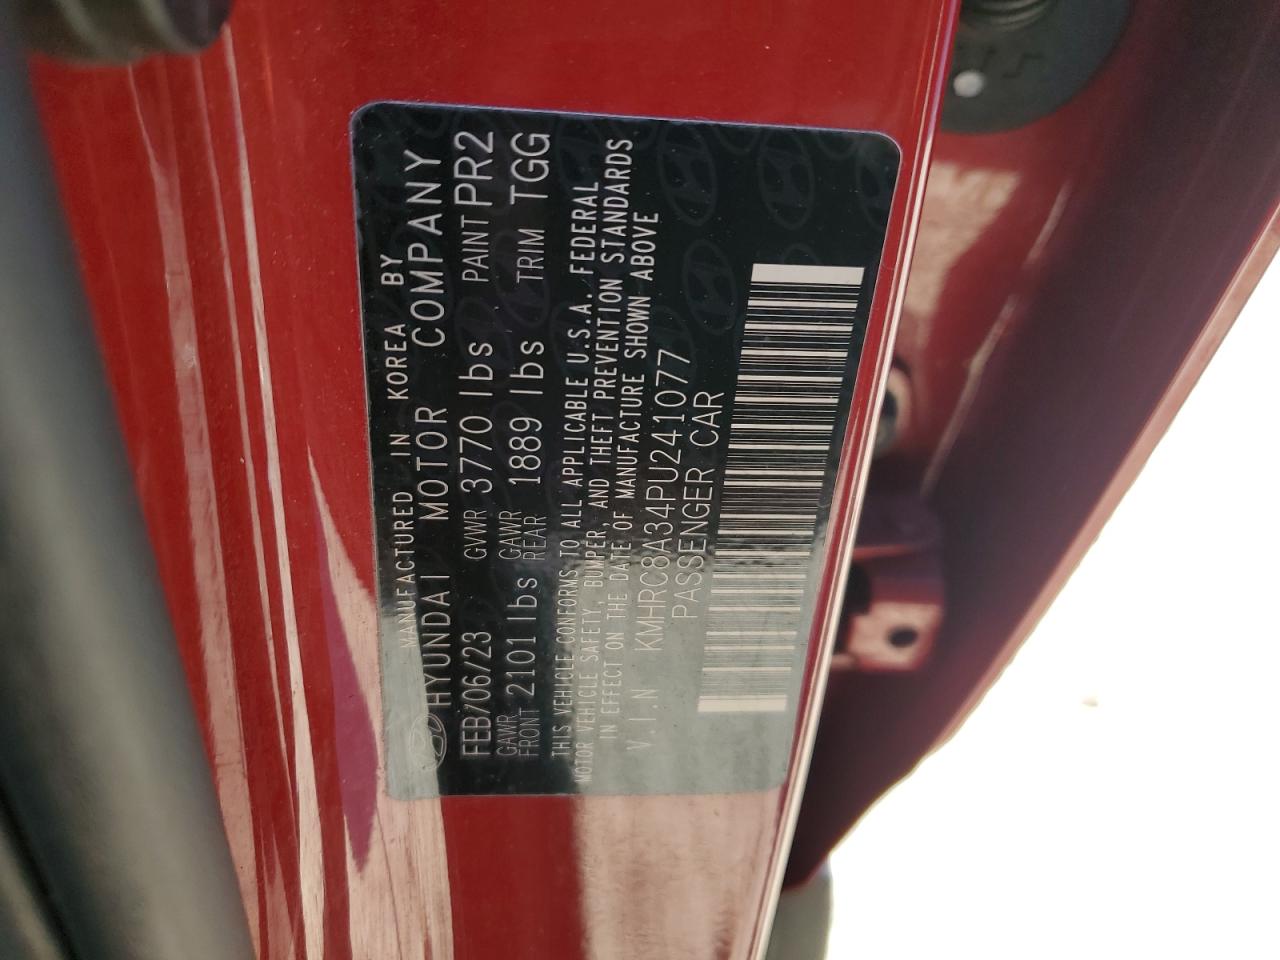 MANUFACTURED IN KOREA BY
HYUNDAI MOTOR COMPANY
FEB/06/23 GVWR 3770 lbs PAINT PR2
GAWR FRONT 2101 lbs GAWR REAR 1889 lbs TRIM TGG
THIS VEHICLE CONFORMS TO ALL APPLICABLE U.S.A. FEDERAL
MOTOR VEHICLE SAFETY, BUMPER, AND THEFT PREVENTION STANDARDS
IN EFFECT ON THE DATE OF MANUFACTURE SHOWN ABOVE
V.I.N KMHRC8A34PU241077
PASSENGER CAR